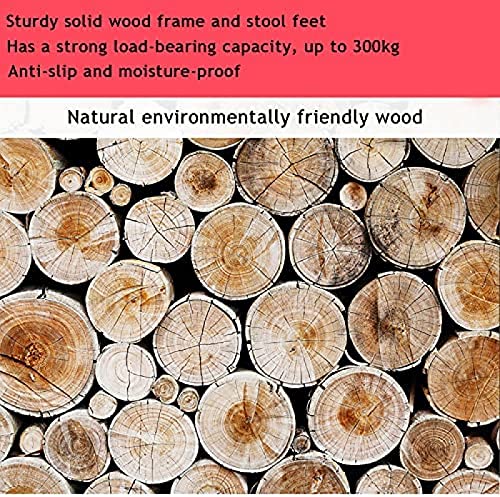 Sturdy solid wood frame and stool feet
Has a strong load-bearing capacity, up to 300kg
Anti-slip and moisture-proof
Natural environmentally friendly wood